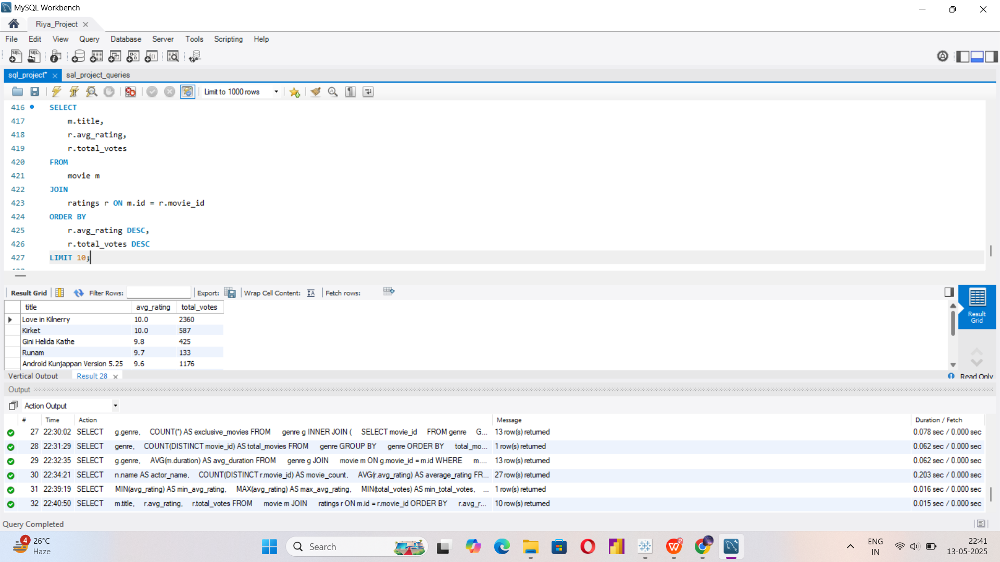 MySQL Workbench
Riya_Project
File Edit View Query Database Server Tools Scripting Help
sql_project* sal_project_queries
Limit to 1000 rows
416 SELECT
417 m.title,
418 r.avg_rating,
419 r.total_votes
420 FROM
421 movie m
422 JOIN
423 ratings r ON m.id = r.movie_id
424 ORDER BY
425 r.avg_rating DESC,
426 r.total_votes DESC
427 LIMIT 10;
Result Grid Filter Rows: Export: Wrap Cell Content: Fetch rows:
title avg_rating total_votes
Love in Kilnerry 10.0 2360
Kirket 10.0 587
Gini Helida Kathe 9.8 425
Runam 9.7 133
Android Kunjappan Version 5.25 9.6 1176
Result
Grid
Vertical Output Result 28 Read Only
Output
Action Output
# Time Action Message Duration / Fetch
27 22:30:02 SELECT g.genre, COUNT(*) AS exclusive_movies FROM genre g INNER JOIN ( SELECT movie_id FROM genre G... 13 row(s) returned 0.078 sec / 0.000 sec
28 22:31:29 SELECT genre, COUNT(DISTINCT movie_id) AS total_movies FROM genre GROUP BY genre ORDER BY total_mo... 1 row(s) returned 0.062 sec / 0.000 sec
29 22:32:35 SELECT g.genre, AVG(m.duration) AS avg_duration FROM genre g JOIN movie m ON g.movie_id = m.id WHERE m.... 13 row(s) returned 0.062 sec / 0.000 sec
30 22:34:21 SELECT n.name AS actor_name, COUNT(DISTINCT r.movie_id) AS movie_count, AVG(r.avg_rating) AS average_rating FR... 27 row(s) returned 0.203 sec / 0.000 sec
31 22:39:19 SELECT MIN(avg_rating) AS min_avg_rating, MAX(avg_rating) AS max_avg_rating, MIN(total_votes) AS min_total_votes, ... 1 row(s) returned 0.016 sec / 0.000 sec
32 22:40:50 SELECT m.title, r.avg_rating, r.total_votes FROM movie m JOIN ratings r ON m.id = r.movie_id ORDER BY r.avg_r... 10 row(s) returned 0.015 sec / 0.000 sec
Query Completed
4 26°C
Haze
Search
ENG
IN
22:41
13-05-2025